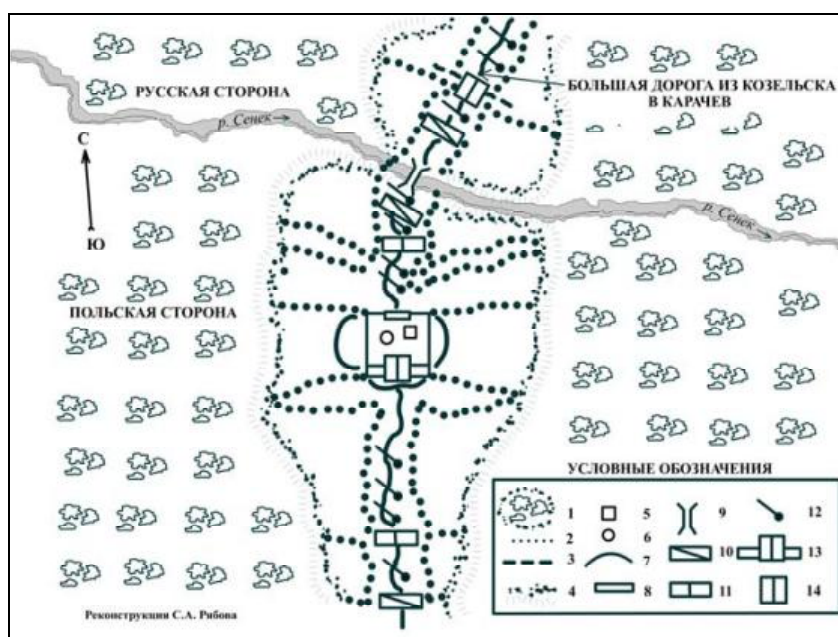 РУССКАЯ СТОРОНА
БОЛЬШАЯ ДОРОГА ИЗ КОЗЕЛЬСКА
В КАРАЧЕВ
р. Сенек
С
Ю
р. Сенек
ПОЛЬСКАЯ СТОРОНА
УСЛОВНЫЕ ОБОЗНАЧЕНИЯ
1 5 9 12
2 6
3 7 10 13
4 8 11 14
Реконструкция С.А. Рябова